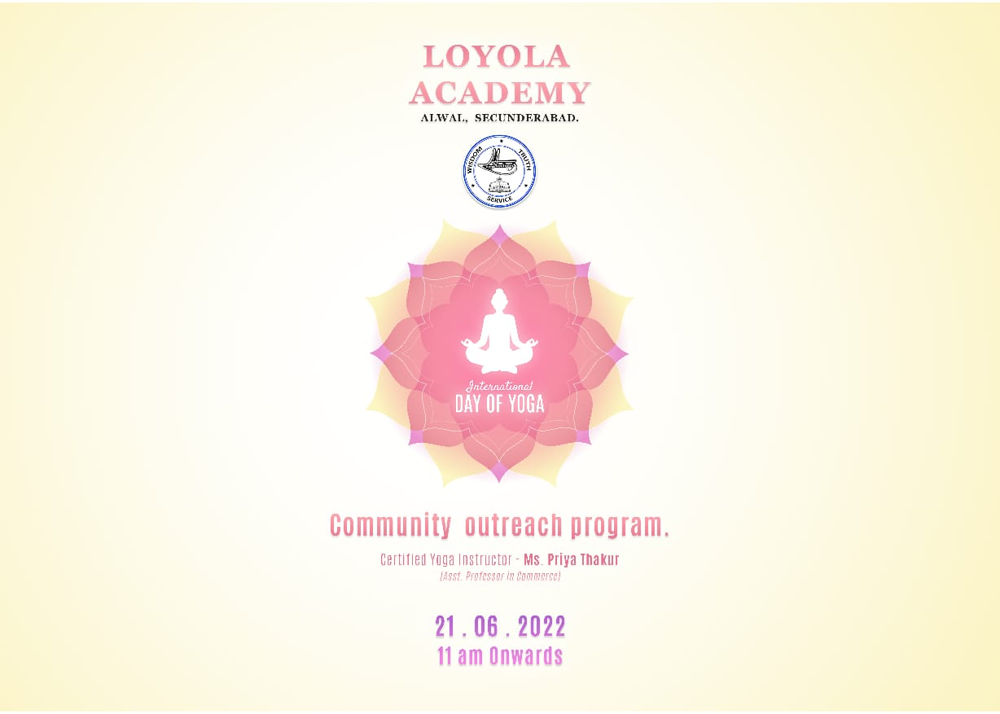 LOYOLA
ACADEMY
ALWAL, SECUNDERABAD.
WISDOM
TRUTH
SERVICE
International
DAY OF YOGA
Community outreach program.
Certified Yoga Instructor - Ms. Priya Thakur
(Asst. Professor in Commerce)
21 . 06 . 2022
11 am Onwards